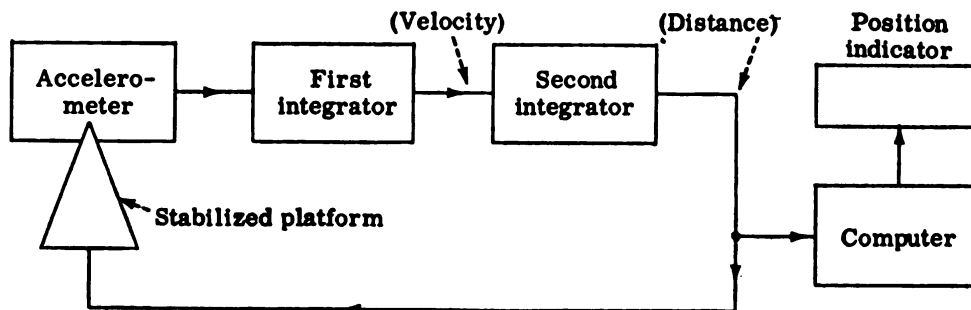 (Velocity)
(Distance)
Position
indicator
Accelero-
meter
First
integrator
Second
integrator
Stabilized platform
Computer